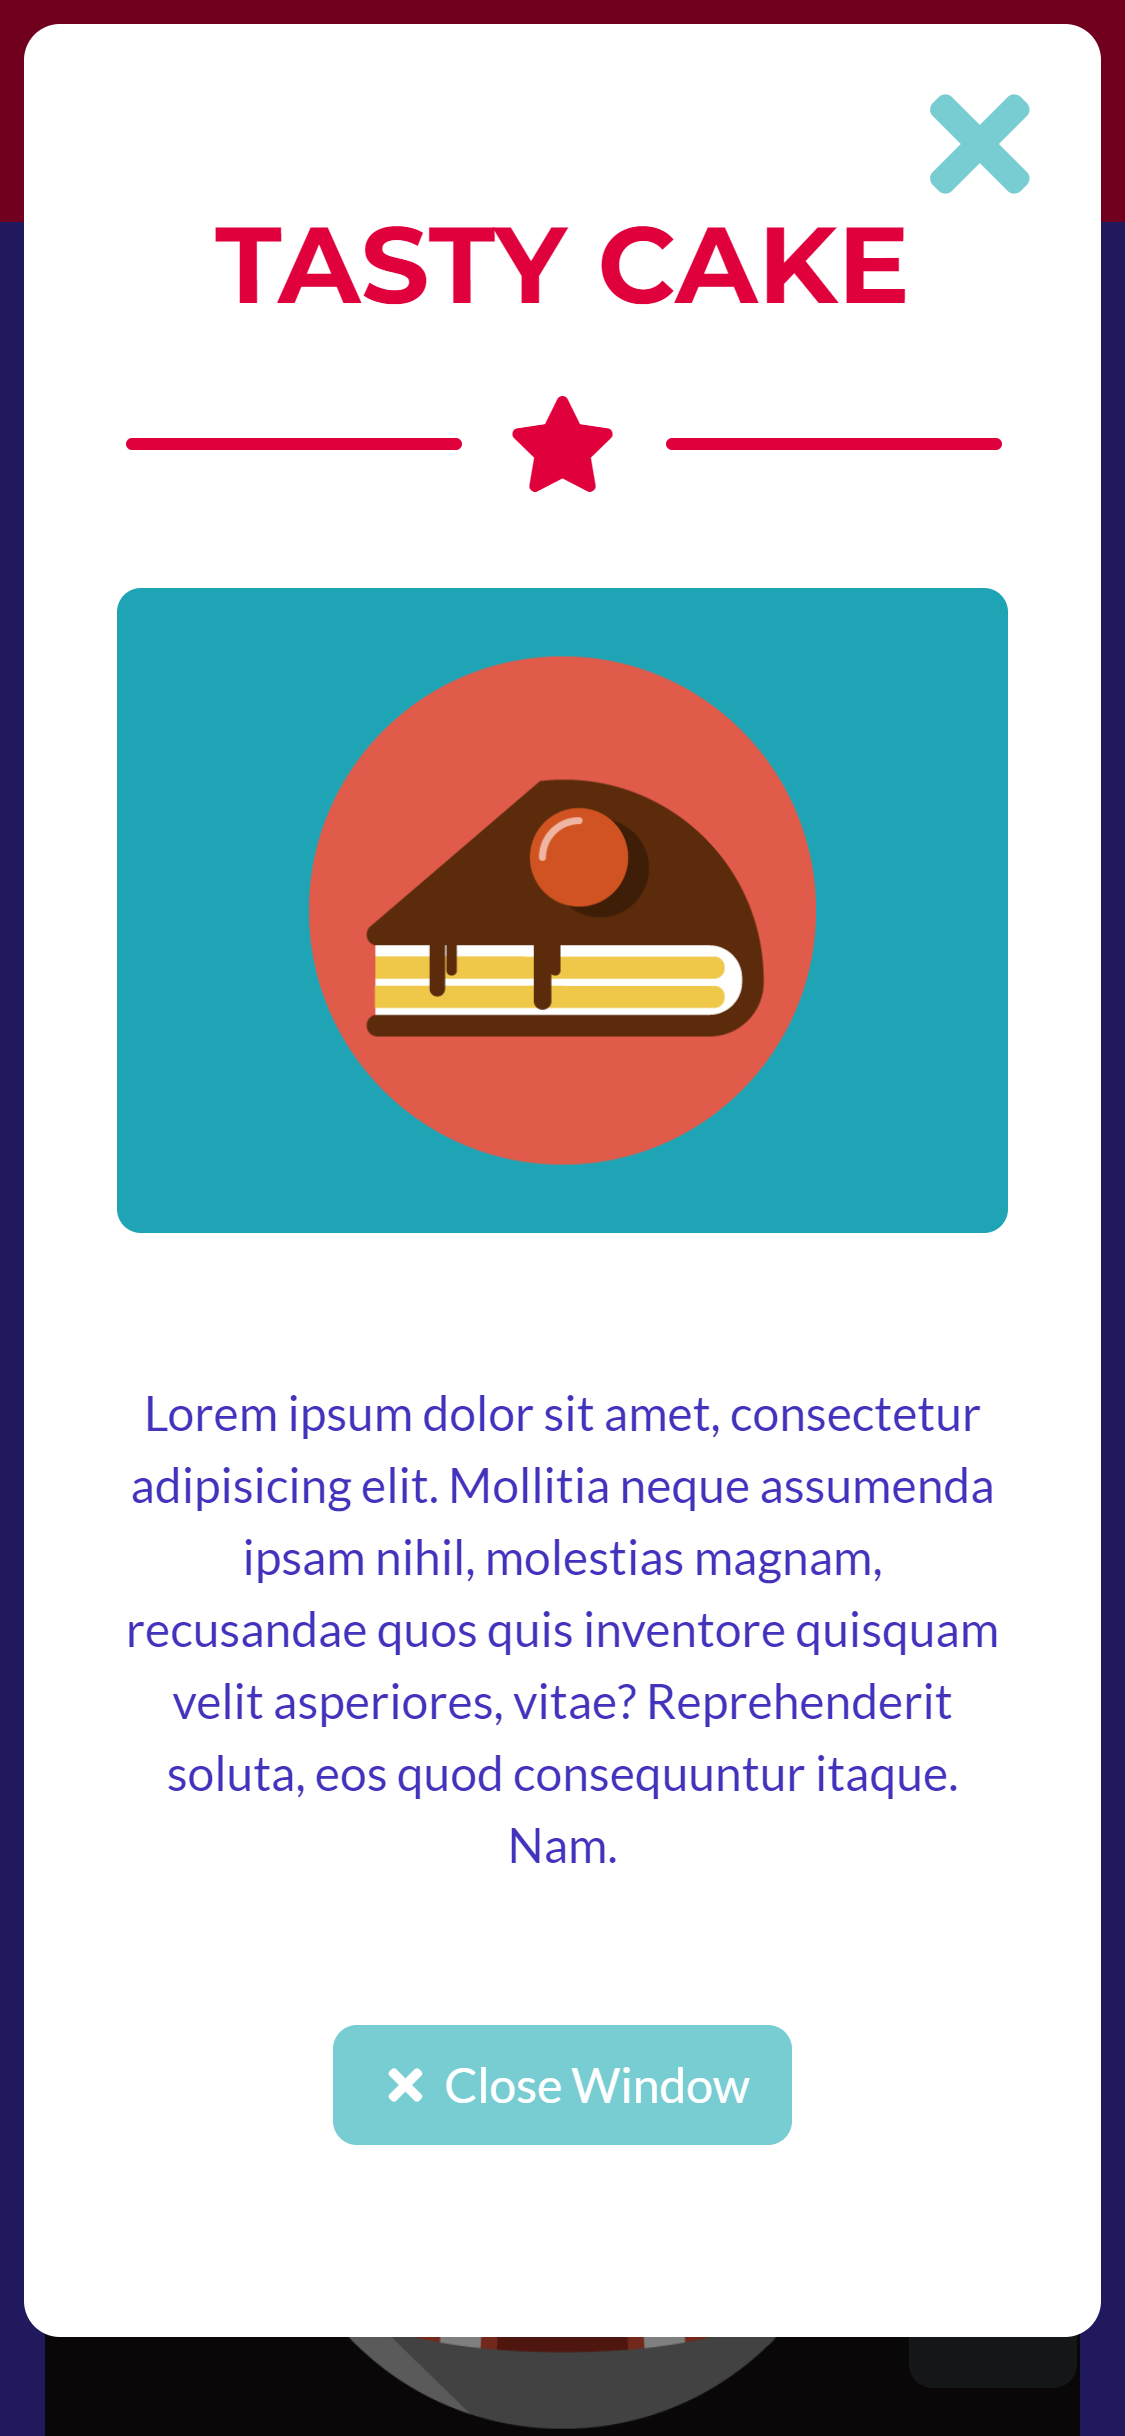 TASTY CAKE
Lorem ipsum dolor sit amet, consectetur
adipisicing elit. Mollitia neque assumenda
ipsam nihil, molestias magnam,
recusandae quos quis inventore quisquam
velit asperiores, vitae? Reprehenderit
soluta, eos quod consequuntur itaque.
Nam.
Close Window